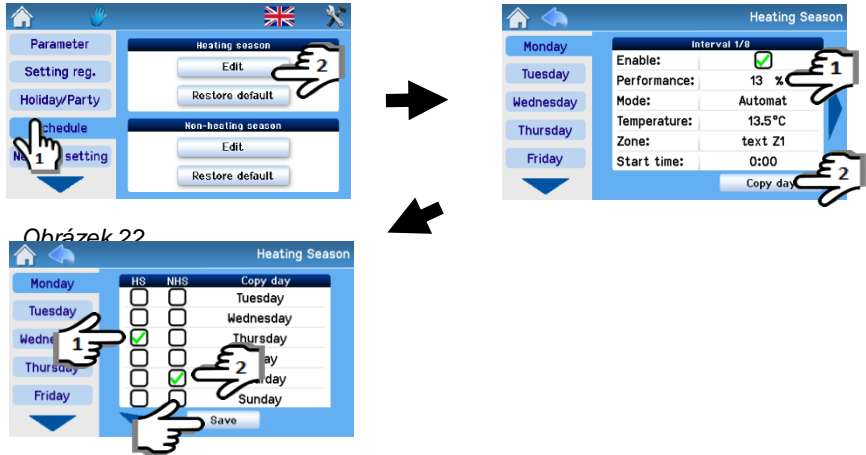 Parameter
Setting reg.
Holiday/Party
setting
Heating season
Edit
2
Restore default
Non-heating season
Edit
Restore default
1
Heating Season
Monday
Tuesday
Wednesday
Thursday
Friday
Interval 1/8
Enable:
Performance: 13 %
1
Mode: Automat
Temperature: 13.5°C
Zone: text Z1
Start time: 0:00
Copy day
2
Obrázek 22
Heating Season
Monday
Tuesday
Thursday
Friday
HS NHS Copy day
Tuesday
Wednesday
1
Thursday
2
Sunday
Save